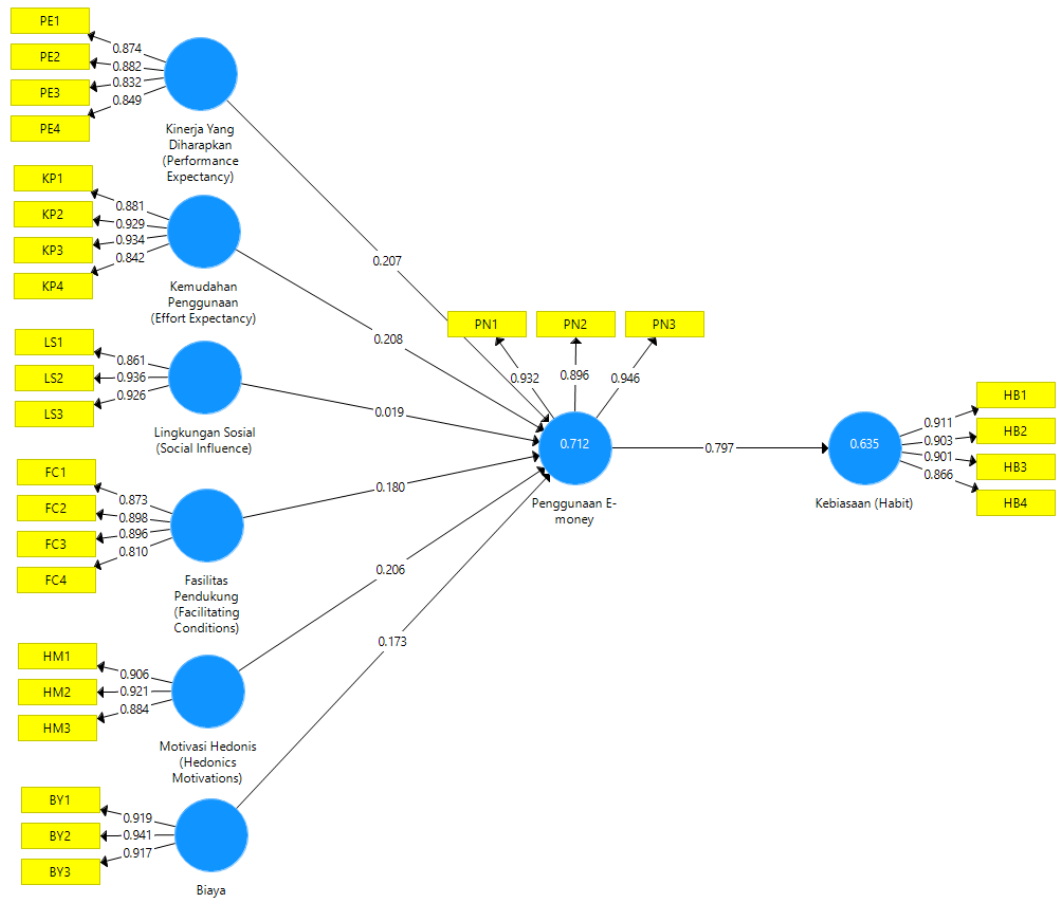 PE1
PE2
PE3
PE4
0.874
0.882
0.832
0.849
Kinerja Yang
Diharapkan
(Performance
Expectancy)
KP1
KP2
KP3
KP4
0.881
0.929
0.934
0.842
Kemudahan
Penggunaan
(Effort Expectancy)
LS1
LS2
LS3
0.861
0.936
0.926
Lingkungan Sosial
(Social Influence)
FC1
FC2
FC3
FC4
0.873
0.898
0.896
0.810
Fasilitas
Pendukung
(Facilitating
Conditions)
HM1
HM2
HM3
0.906
0.921
0.884
Motivasi Hedonis
(Hedonics
Motivations)
BY1
BY2
BY3
0.919
0.941
0.917
Biaya
0.207
0.208
0.019
0.180
0.206
0.173
PN1
PN2
PN3
0.932
0.896
0.946
0.712
Penggunaan E-
money
0.797
0.635
Kebiasaan (Habit)
0.911
0.903
0.901
0.866
HB1
HB2
HB3
HB4